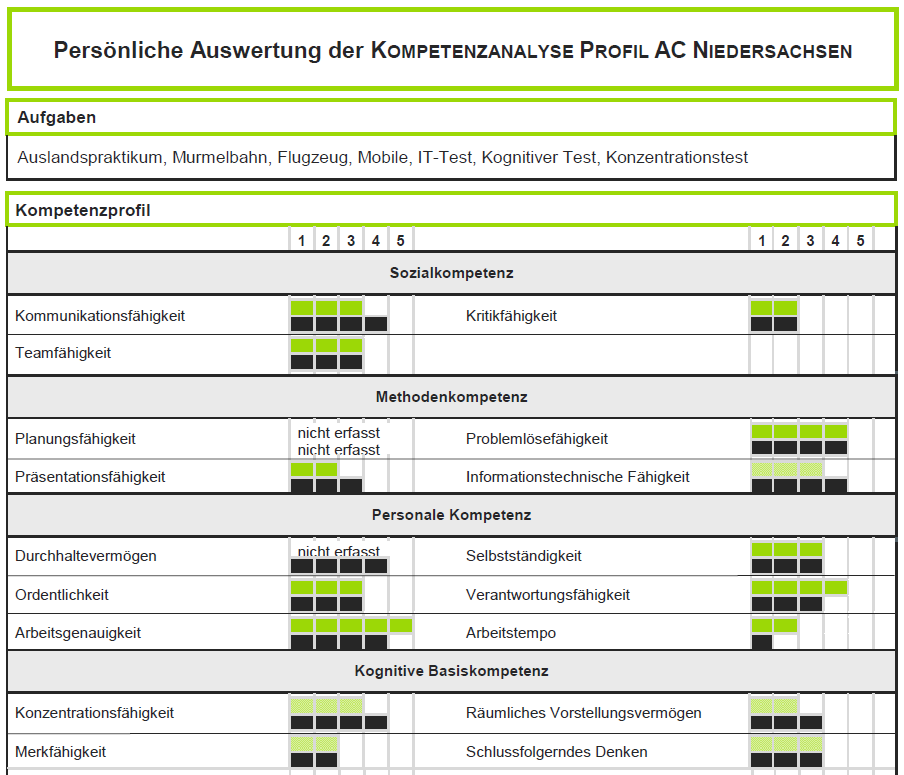 Persönliche Auswertung der KOMPETENZANALYSE PROFIL AC NIEDERSACHSEN
Aufgaben
Auslandspraktikum, Murmelbahn, Flugzeug, Mobile, IT-Test, Kognitiver Test, Konzentrationstest
Kompetenzprofil
1 2 3 4 5 1 2 3 4 5
Sozialkompetenz
Kommunikationsfähigkeit Kritikfähigkeit
Teamfähigkeit
Methodenkompetenz
Planungsfähigkeit nicht erfasst Problemlösefähigkeit
nicht erfasst
Präsentationsfähigkeit Informationstechnische Fähigkeit
Personale Kompetenz
Durchhaltevermögen nicht erfasst Selbstständigkeit
Ordentlichkeit Verantwortungsfähigkeit
Arbeitsgenauigkeit Arbeitstempo
Kognitive Basiskompetenz
Konzentrationsfähigkeit Räumliches Vorstellungsvermögen
Merkfähigkeit Schlussfolgerndes Denken